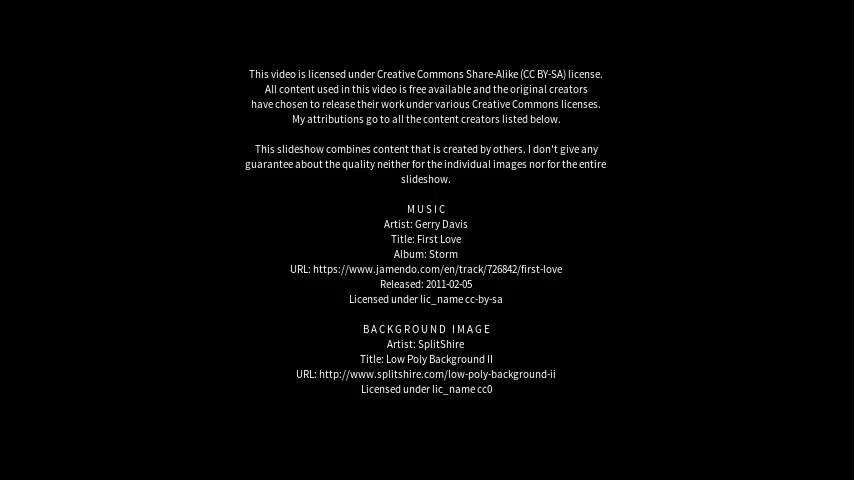 This video is licensed under Creative Commons Share-Alike (CC BY-SA) license.
All content used in this video is free available and the original creators
have chosen to release their work under various Creative Commons licenses.
My attributions go to all the content creators listed below.
This slideshow combines content that is created by others. I don't give any
guarantee about the quality neither for the individual images nor for the entire
slideshow.
MUSIC
Artist: Gerry Davis
Title: First Love
Album: Storm
URL: https://www.jamendo.com/en/track/726842/first-love
Released: 2011-02-05
Licensed under lic_name cc-by-sa
BACKGROUND IMAGE
Artist: SplitShire
Title: Low Poly Background II
URL: http://www.splitshire.com/low-poly-background-ii
Licensed under lic_name cc0